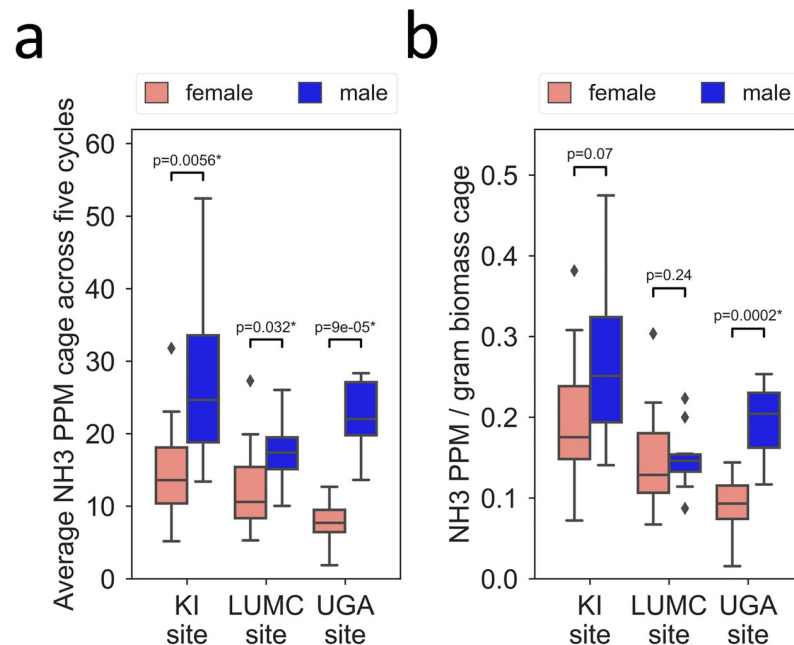 a
female male
Average NH3 PPM cage across five cycles
60
50
40
30
20
10
0
p=0.0056*
p=0.032*
p=9e-05*
KI
site
LUMC
site
UGA
site
b
female male
NH3 PPM / gram biomass cage
0.5
0.4
0.3
0.2
0.1
0.0
p=0.07
p=0.24
p=0.0002*
KI
site
LUMC
site
UGA
site